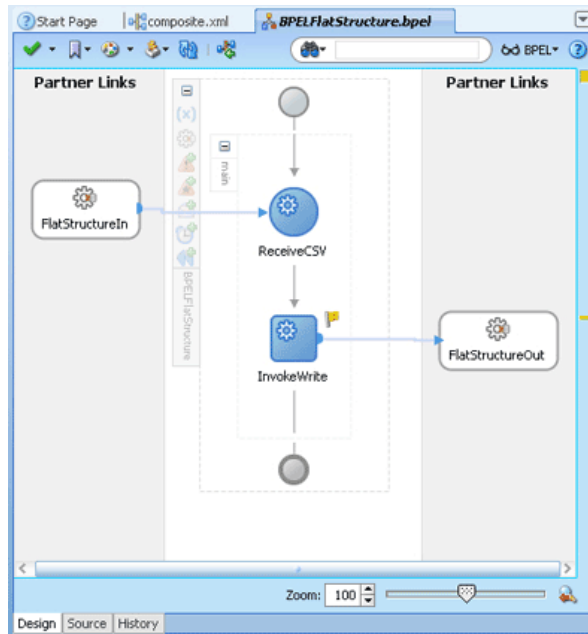 Start Page
composite.xml
BPELFlatStructure.bpel
BPEL
Partner Links
Partner Links
(x)
main
FlatStructureIn
ReceiveCSV
BPELFlatStructure
FlatStructureOut
InvokeWrite
Zoom: 100
Design Source History